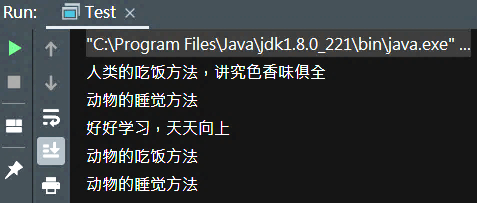 Run: Test ×
"C:\Program Files\Java\jdk1.8.0_221\bin\java.exe" ...
人类的吃饭方法，讲究色香味俱全
动物的睡觉方法
好好学习，天天向上
动物的吃饭方法
动物的睡觉方法